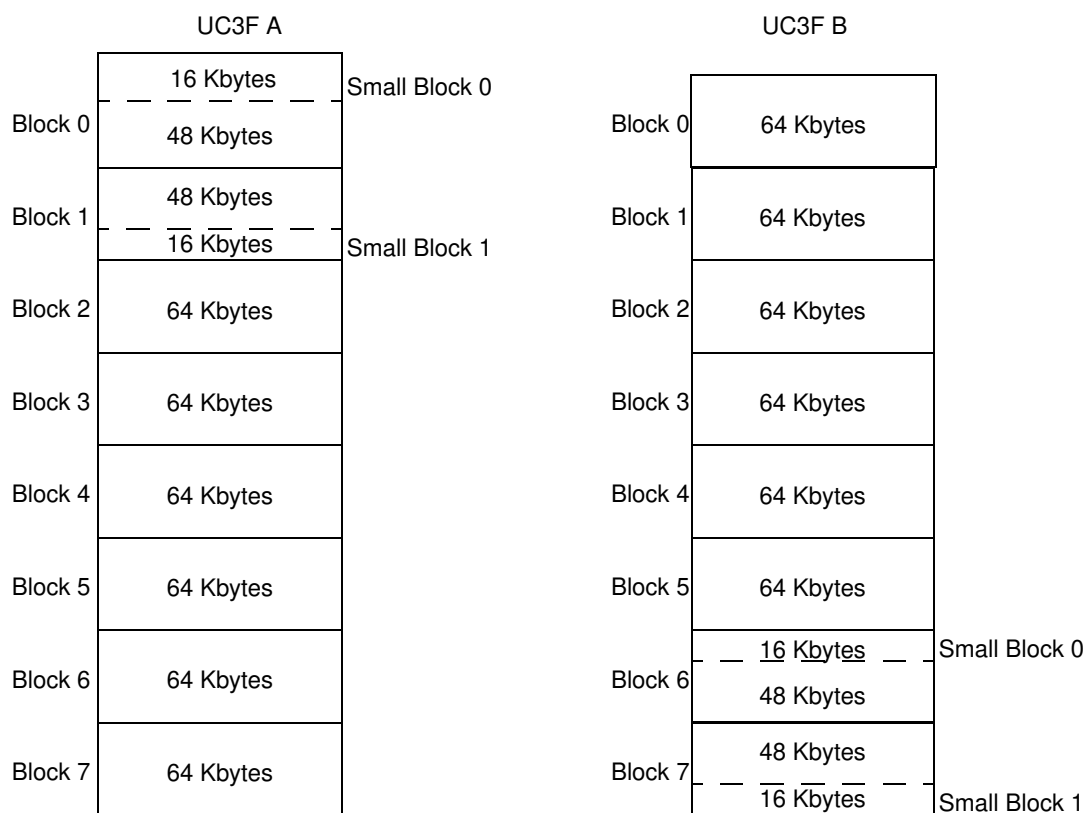 UC3F A
16 Kbytes
Small Block 0
Block 0
48 Kbytes
48 Kbytes
Block 1
16 Kbytes
Small Block 1
Block 2
64 Kbytes
Block 3
64 Kbytes
Block 4
64 Kbytes
Block 5
64 Kbytes
Block 6
64 Kbytes
Block 7
64 Kbytes
UC3F B
Block 0
64 Kbytes
Block 1
64 Kbytes
Block 2
64 Kbytes
Block 3
64 Kbytes
Block 4
64 Kbytes
Block 5
64 Kbytes
16 Kbytes
Small Block 0
Block 6
48 Kbytes
48 Kbytes
Block 7
16 Kbytes
Small Block 1